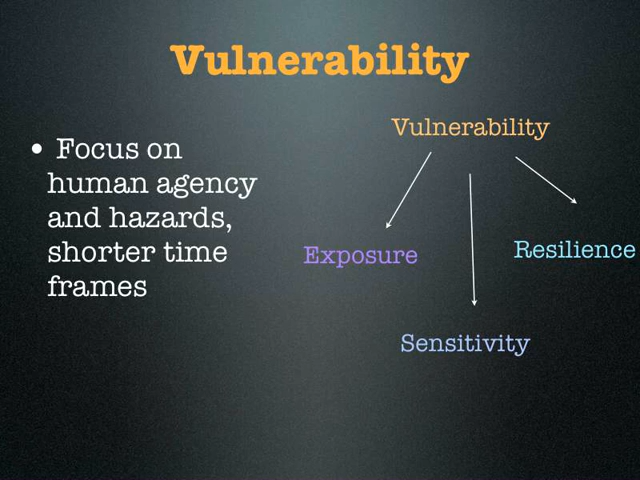 Vulnerability
• Focus on
human agency
and hazards,
shorter time
frames
Vulnerability
Exposure
Resilience
Sensitivity